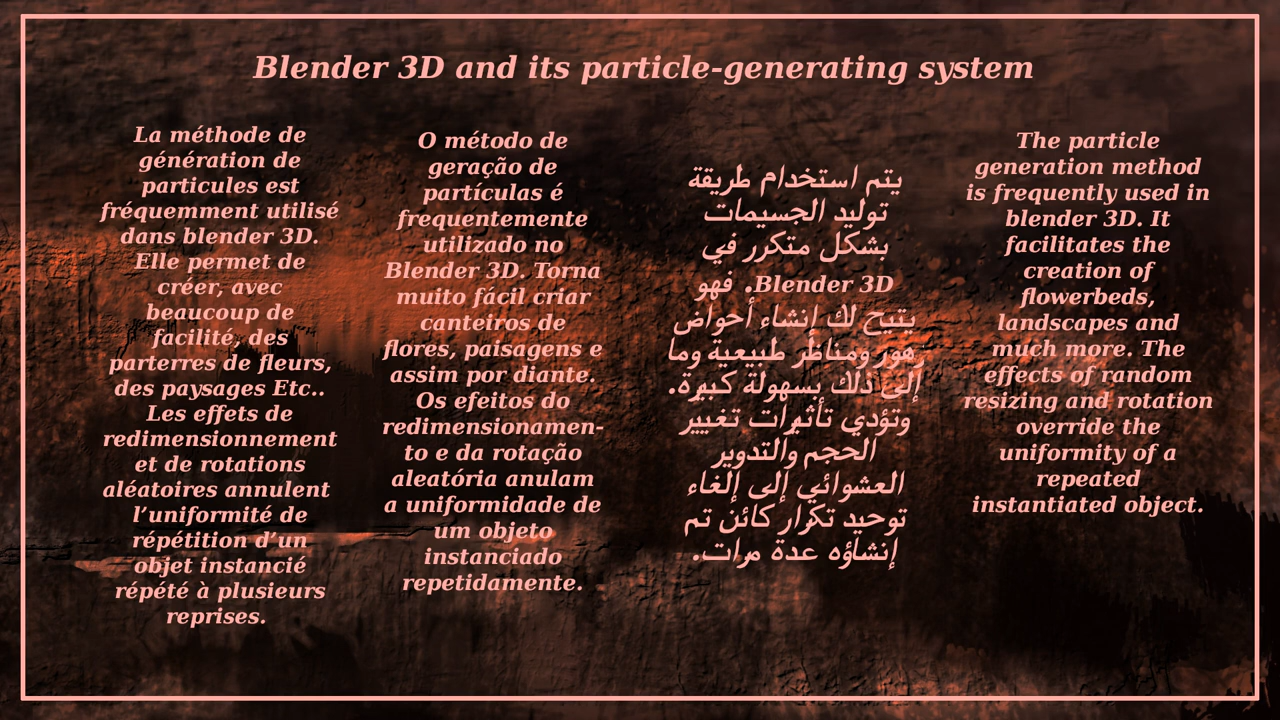 Blender 3D and its particle-generating system
La méthode de
génération de
particules est
fréquemment utilisé
dans blender 3D.
Elle permet de
créer, avec
beaucoup de
facilité, des
parterres de fleurs,
des paysages Etc..
Les effets de
redimensionnement
et de rotations
aléatoires annulent
l’uniformité de
répétition d’un
objet instancié
répété à plusieurs
reprises.
O método de
geração de
partículas é
frequentemente
utilizado no
Blender 3D. Torna
muito fácil criar
canteiros de
flores, paisagens e
assim por diante.
Os efeitos do
redimensionamen-
to e da rotação
aleatória anulam
a uniformidade de
um objeto
instanciado
repetidamente.
يتم استخدام طريقة
توليد الجسيمات
بشكل متكرر في
Blender 3D. فهو
يتيح لك إنشاء أحواض
زهور ومناظر طبيعية وما
إلى ذلك بسهولة كبيرة.
وتؤدي تأثيرات تغيير
الحجم والتدوير
العشوائي إلى إلغاء
توحيد تكرار كائن تم
إنشاؤه عدة مرات.
The particle
generation method
is frequently used in
blender 3D. It
facilitates the
creation of
flowerbeds,
landscapes and
much more. The
effects of random
resizing and rotation
override the
uniformity of a
repeated
instantiated object.